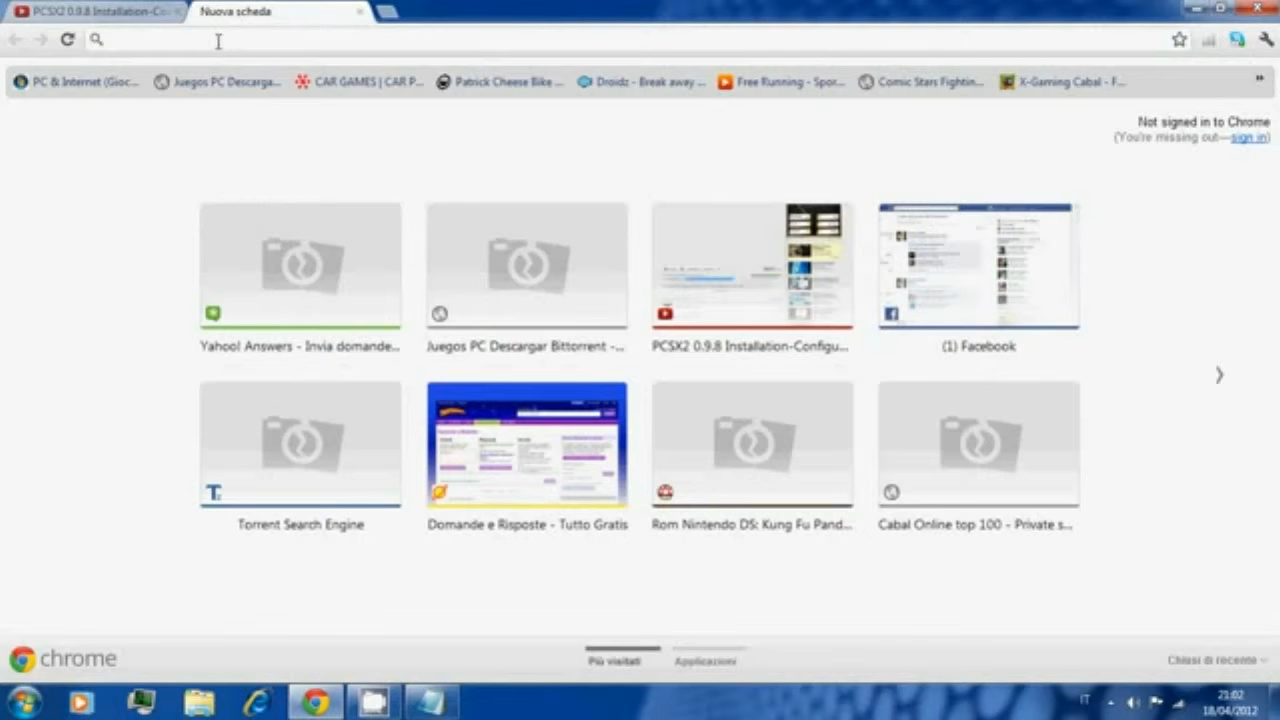 PCSX2 0.9.8 Installation-Co
Nuova scheda
PC & Internet (Gioc...
Juegos PC Descarga...
CAR GAMES | CAR P...
Patrick Cheese Bike ...
Droidz - Break away ...
Free Running - Spor...
Comic Stars Fightin...
X-Gaming Cabal - F...
Not signed in to Chrome
(You're missing out—sign in)
Yahoo! Answers - Invia domande...
Juegos PC Descargar Bittorrent -...
PCSX2 0.9.8 Installation-Configu...
(1) Facebook
Torrent Search Engine
Domande e Risposte - Tutto Gratis
Rom Nintendo DS: Kung Fu Pand...
Cabal Online top 100 - Private s...
chrome
Più visitati
Applicazioni
Chiusi di recente
IT
21:02
18/04/2012